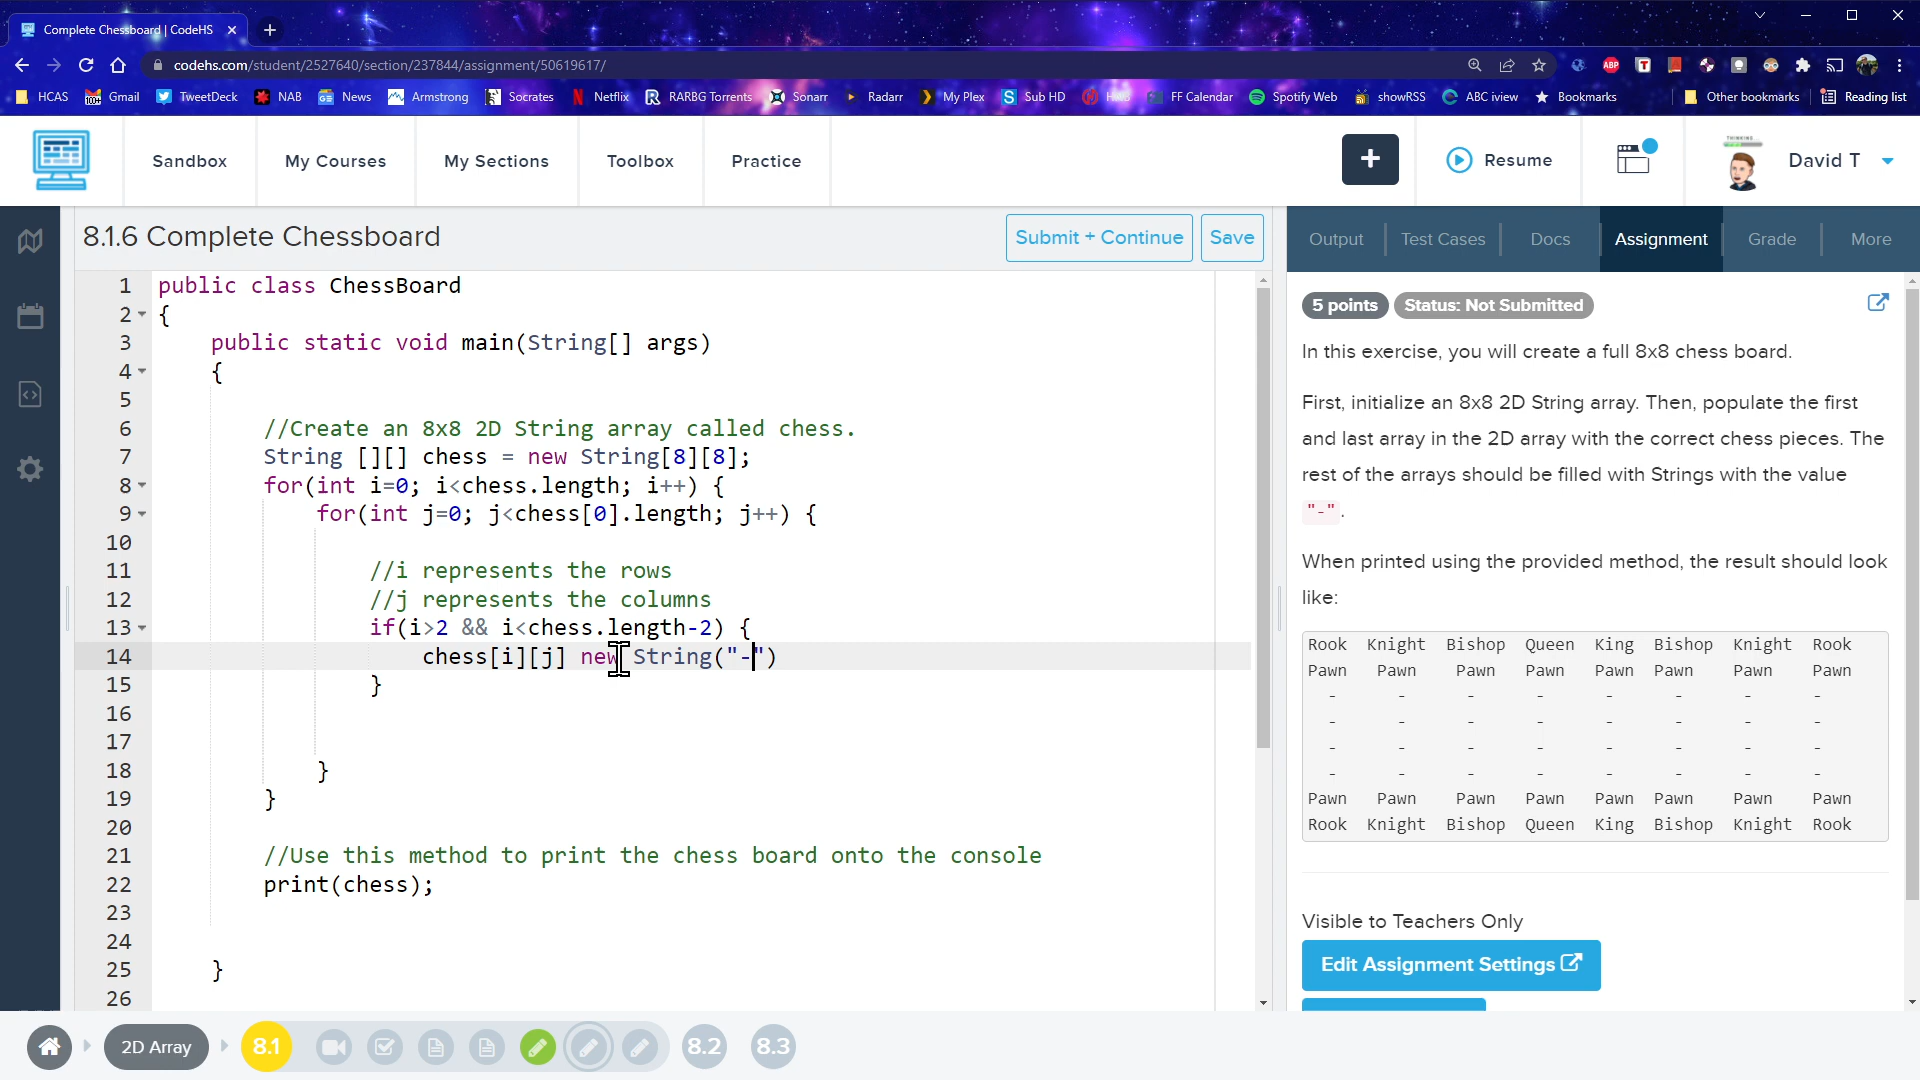 Complete Chessboard | CodeHS
codehs.com/student/2527640/section/237844/assignment/50619617/
ABP
HCAS Gmail TweetDeck NAB News Armstrong Socrates Netflix RARBG Torrents Sonarr Radarr My Plex Sub HD FF Calendar Spotify Web showRSS ABC iview Bookmarks Other bookmarks Reading list
Sandbox My Courses My Sections Toolbox Practice + Resume David T
THINKING
8.1.6 Complete Chessboard Submit + Continue Save
1 public class ChessBoard
2 {
3 public static void main(String[] args)
4 {
5
6 //Create an 8x8 2D String array called chess.
7 String [][] chess = new String[8][8];
8 for(int i=0; i<chess.length; i++) {
9 for(int j=0; j<chess[0].length; j++) {
10
11 //i represents the rows
12 //j represents the columns
13 if(i>2 && i<chess.length-2) {
14 chess[i][j] new String("-")
15 }
16
17
18 }
19 }
20
21 //Use this method to print the chess board onto the console
22 print(chess);
23
24
25 }
26
Output Test Cases Docs Assignment Grade More
5 points Status: Not Submitted
In this exercise, you will create a full 8x8 chess board.
First, initialize an 8x8 2D String array. Then, populate the first
and last array in the 2D array with the correct chess pieces. The
rest of the arrays should be filled with Strings with the value
"-".
When printed using the provided method, the result should look
like:
Rook Knight Bishop Queen King Bishop Knight Rook
Pawn Pawn Pawn Pawn Pawn Pawn Pawn Pawn
- - - - - - - -
- - - - - - - -
- - - - - - - -
- - - - - - - -
Pawn Pawn Pawn Pawn Pawn Pawn Pawn Pawn
Rook Knight Bishop Queen King Bishop Knight Rook
Visible to Teachers Only
Edit Assignment Settings
2D Array 8.1 8.2 8.3